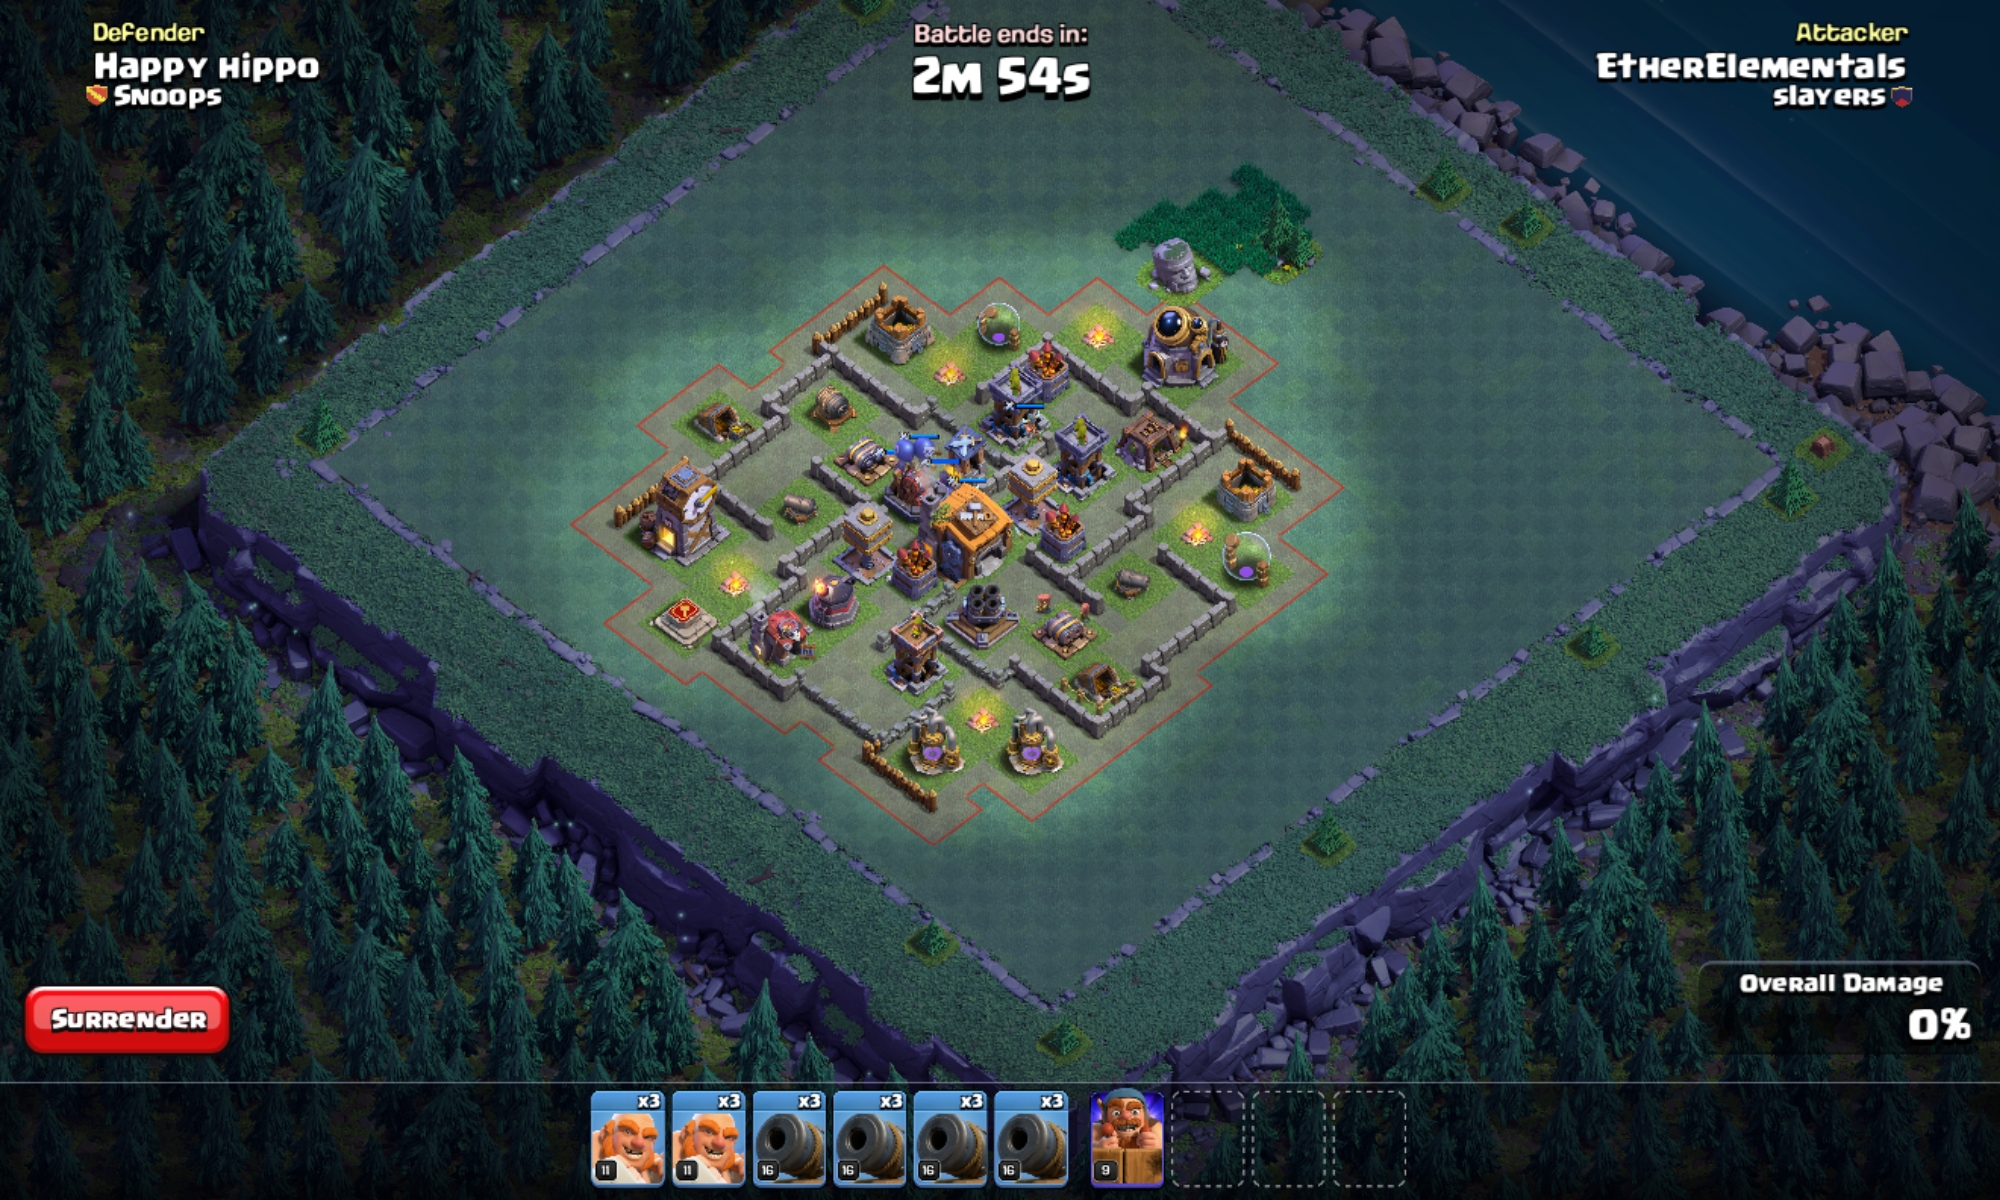 Defender
Happy Hippo
Snoops
Battle ends in:
2M 54s
Attacker
EtherElementals
slayers
Surrender
Overall Damage
0%
x3 x3 x3 x3 x3 x3
11 11 16 16 16 16 9